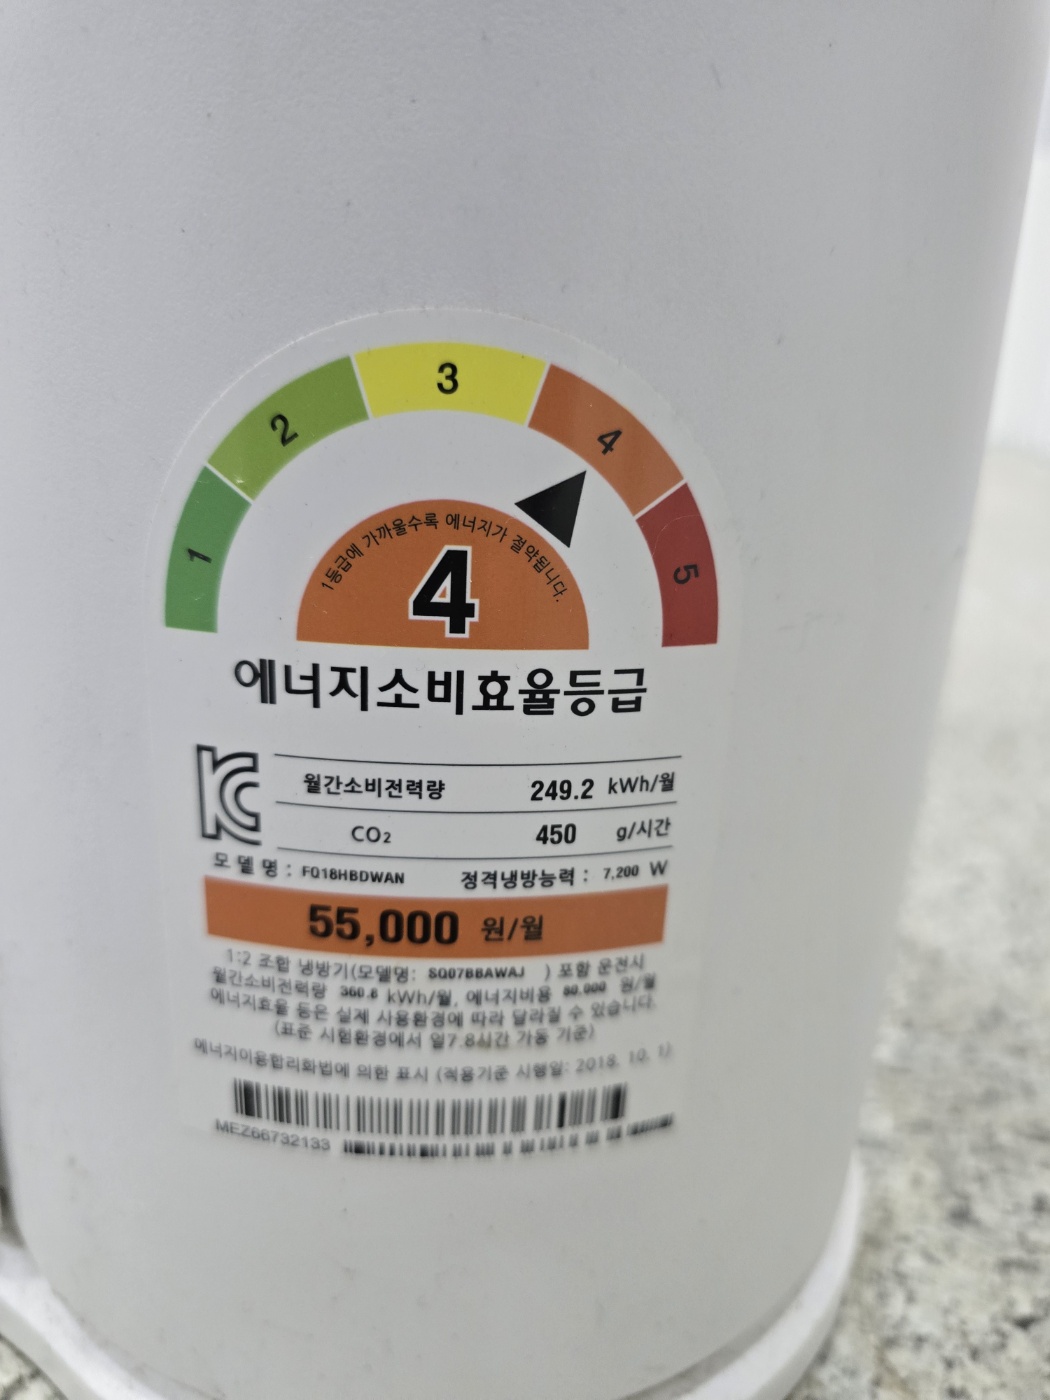 1
2
3
4
5
1등급에 가까울수록 에너지가 절약됩니다.
4
에너지소비효율등급
KC
월간소비전력량 249.2 kWh/월
CO₂ 450 g/시간
모델명 : FQ18HBDWAN 정격냉방능력 : 7,200 W
55,000 원/월
1:2 조합 냉방기(모델명: SQ07BBAWAJ ) 포함 운전시
월간소비전력량 360.8 kWh/월, 에너지비용 80,000 원/월
에너지효율 등은 실제 사용환경에 따라 달라질 수 있습니다.
(표준 시험환경에서 일7.8시간 가동 기준)
에너지이용합리화법에 의한 표시 (적용기준 시행일: 2018. 10. 1)
MEZ66732133